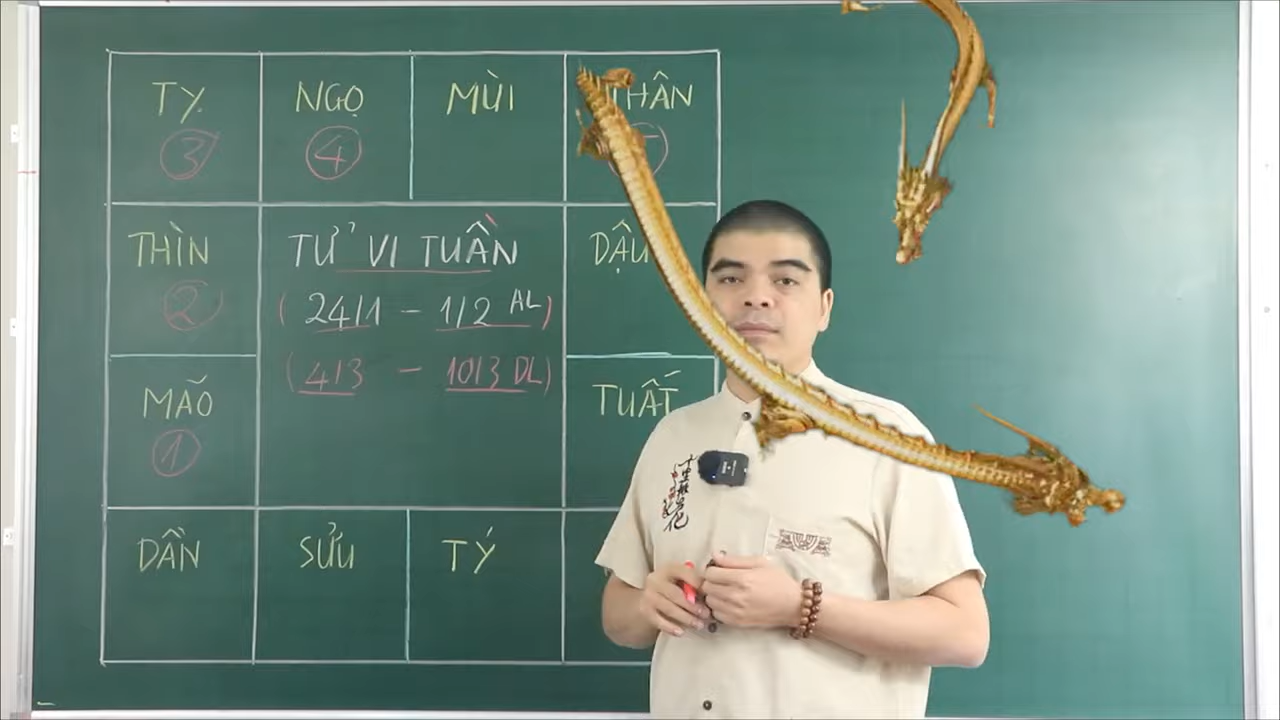 TỴ
NGỌ
MÙI
THÂN
③
④
THÌN
②
TỬ VI TUẦN
(24/1 - 1/2 AL)
(4/3 - 10/3 DL)
DẬU
MÃO
①
TUẤT
DẦN
SỬU
TÝ